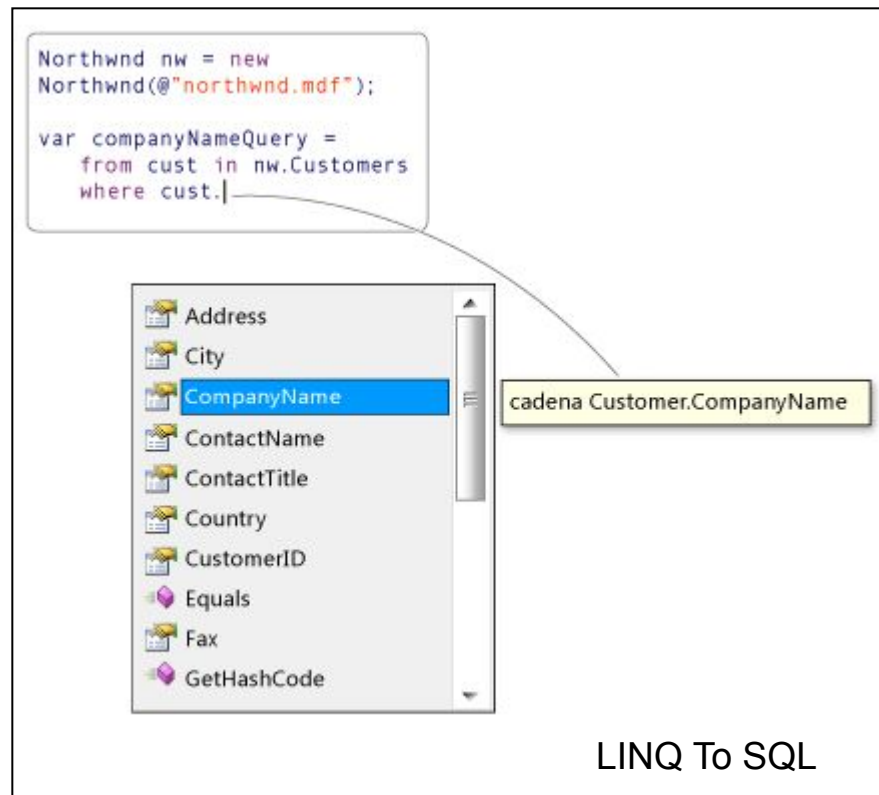 Northwnd nw = new
Northwnd(@"northwnd.mdf");
var companyNameQuery =
from cust in nw.Customers
where cust.
Address
City
CompanyName
cadena Customer.CompanyName
ContactName
ContactTitle
Country
CustomerID
Equals
Fax
GetHashCode
LINQ To SQL